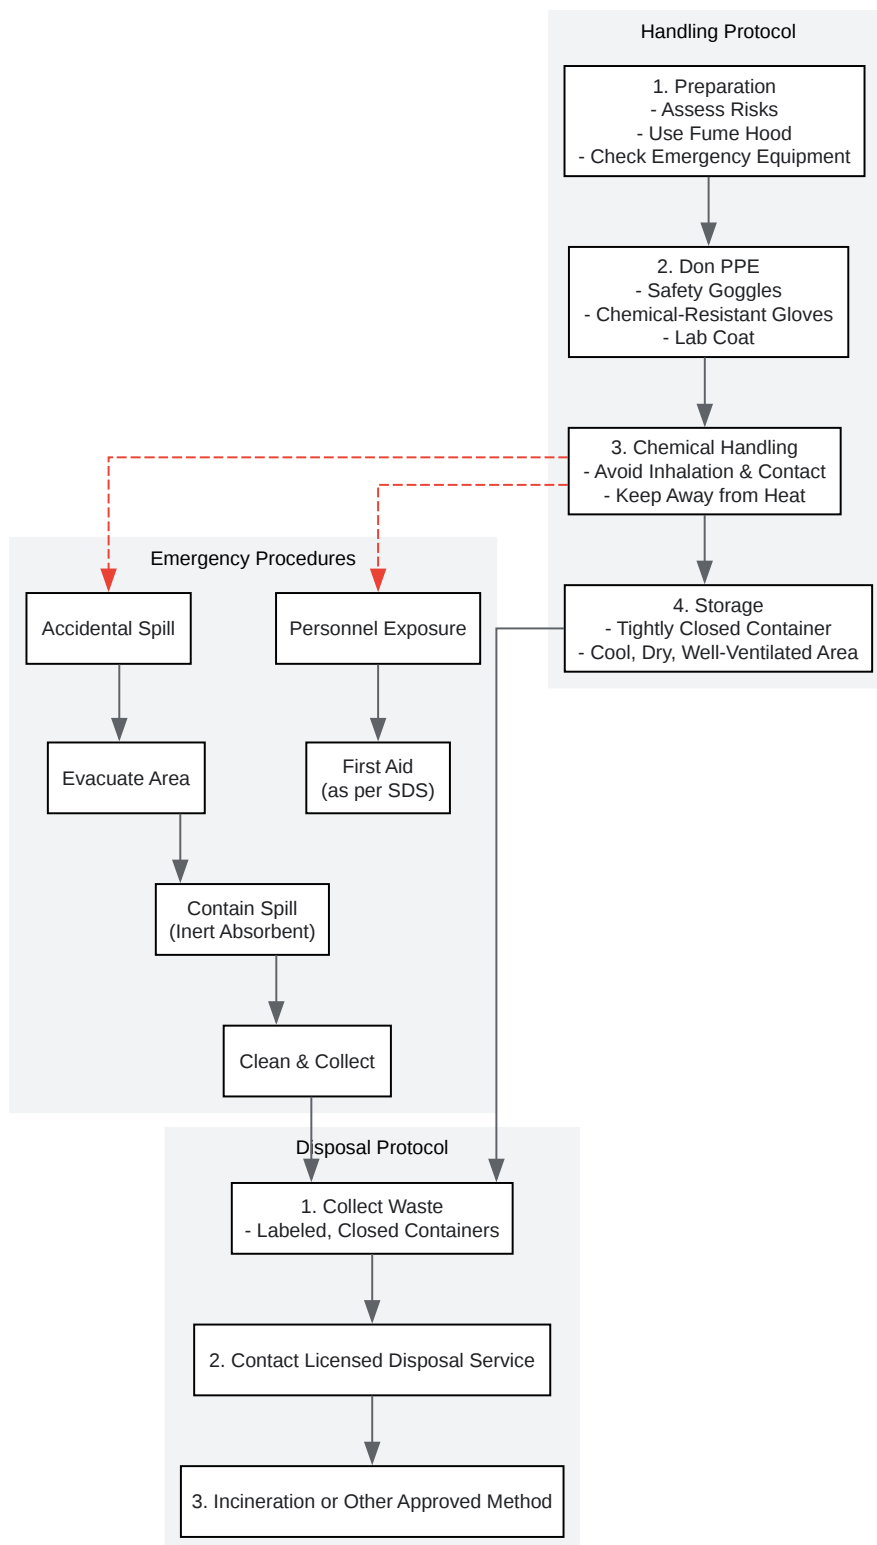 Handling Protocol
1. Preparation
- Assess Risks
- Use Fume Hood
- Check Emergency Equipment
2. Don PPE
- Safety Goggles
- Chemical-Resistant Gloves
- Lab Coat
3. Chemical Handling
- Avoid Inhalation & Contact
- Keep Away from Heat
4. Storage
- Tightly Closed Container
- Cool, Dry, Well-Ventilated Area
Emergency Procedures
Accidental Spill
Personnel Exposure
Evacuate Area
First Aid
(as per SDS)
Contain Spill
(Inert Absorbent)
Clean & Collect
Disposal Protocol
1. Collect Waste
- Labeled, Closed Containers
2. Contact Licensed Disposal Service
3. Incineration or Other Approved Method